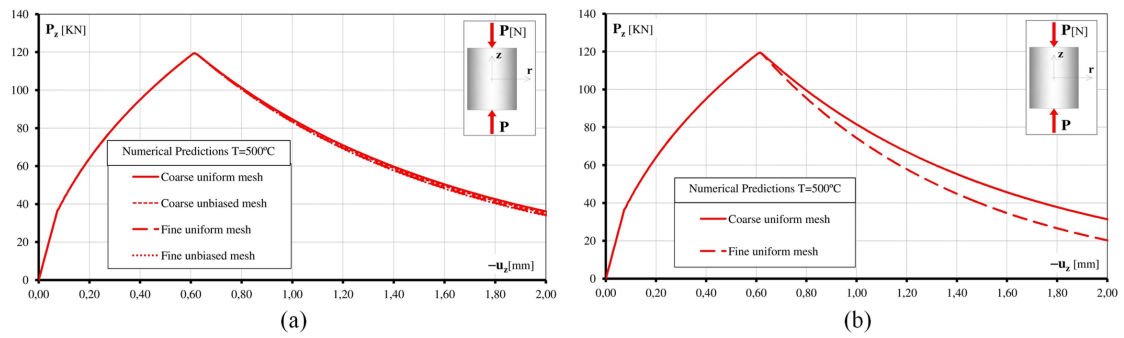 P_z [KN]
140
120
100
80
60
40
20
0
0,00 0,20 0,40 0,60 0,80 1,00 1,20 1,40 1,60 1,80 2,00
−u_z[mm]
P[N]
z
r
P
Numerical Predictions T=500ºC
Coarse uniform mesh
Coarse unbiased mesh
Fine uniform mesh
Fine unbiased mesh
(a)
P_z [KN]
140
120
100
80
60
40
20
0
0,00 0,20 0,40 0,60 0,80 1,00 1,20 1,40 1,60 1,80 2,00
−u_z[mm]
P[N]
z
r
P
Numerical Predictions T=500ºC
Coarse uniform mesh
Fine uniform mesh
(b)